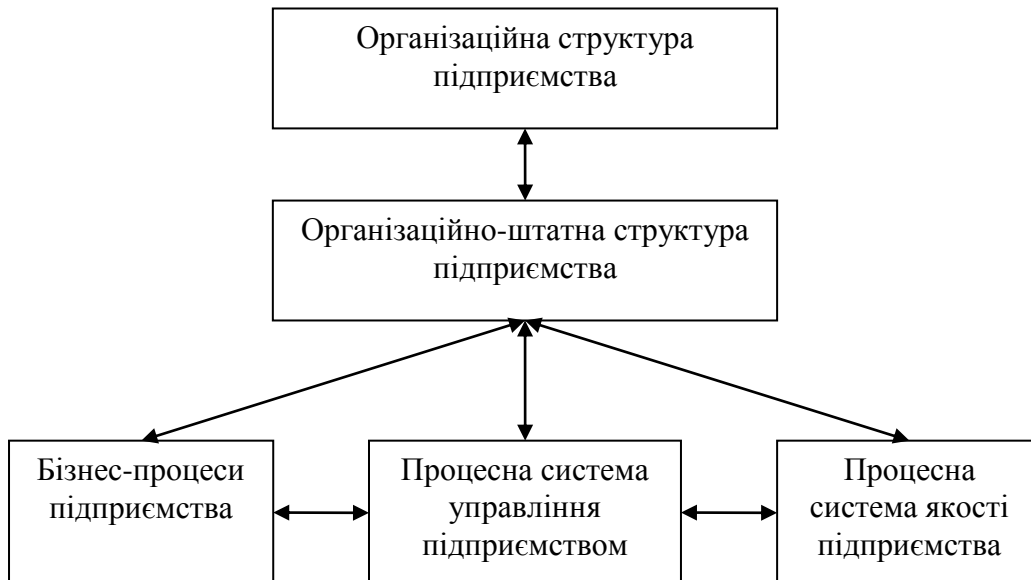 Організаційна структура
підприємства
Організаційно-штатна структура
підприємства
Бізнес-процеси
підприємства
Процесна система
управління
підприємством
Процесна
система якості
підприємства